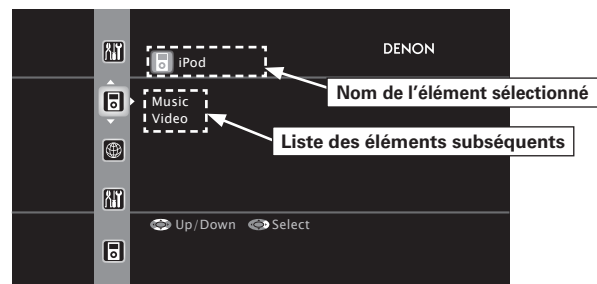 iPod
DENON
Nom de l'élément sélectionné
Music
Video
Liste des éléments subséquents
Up/Down Select